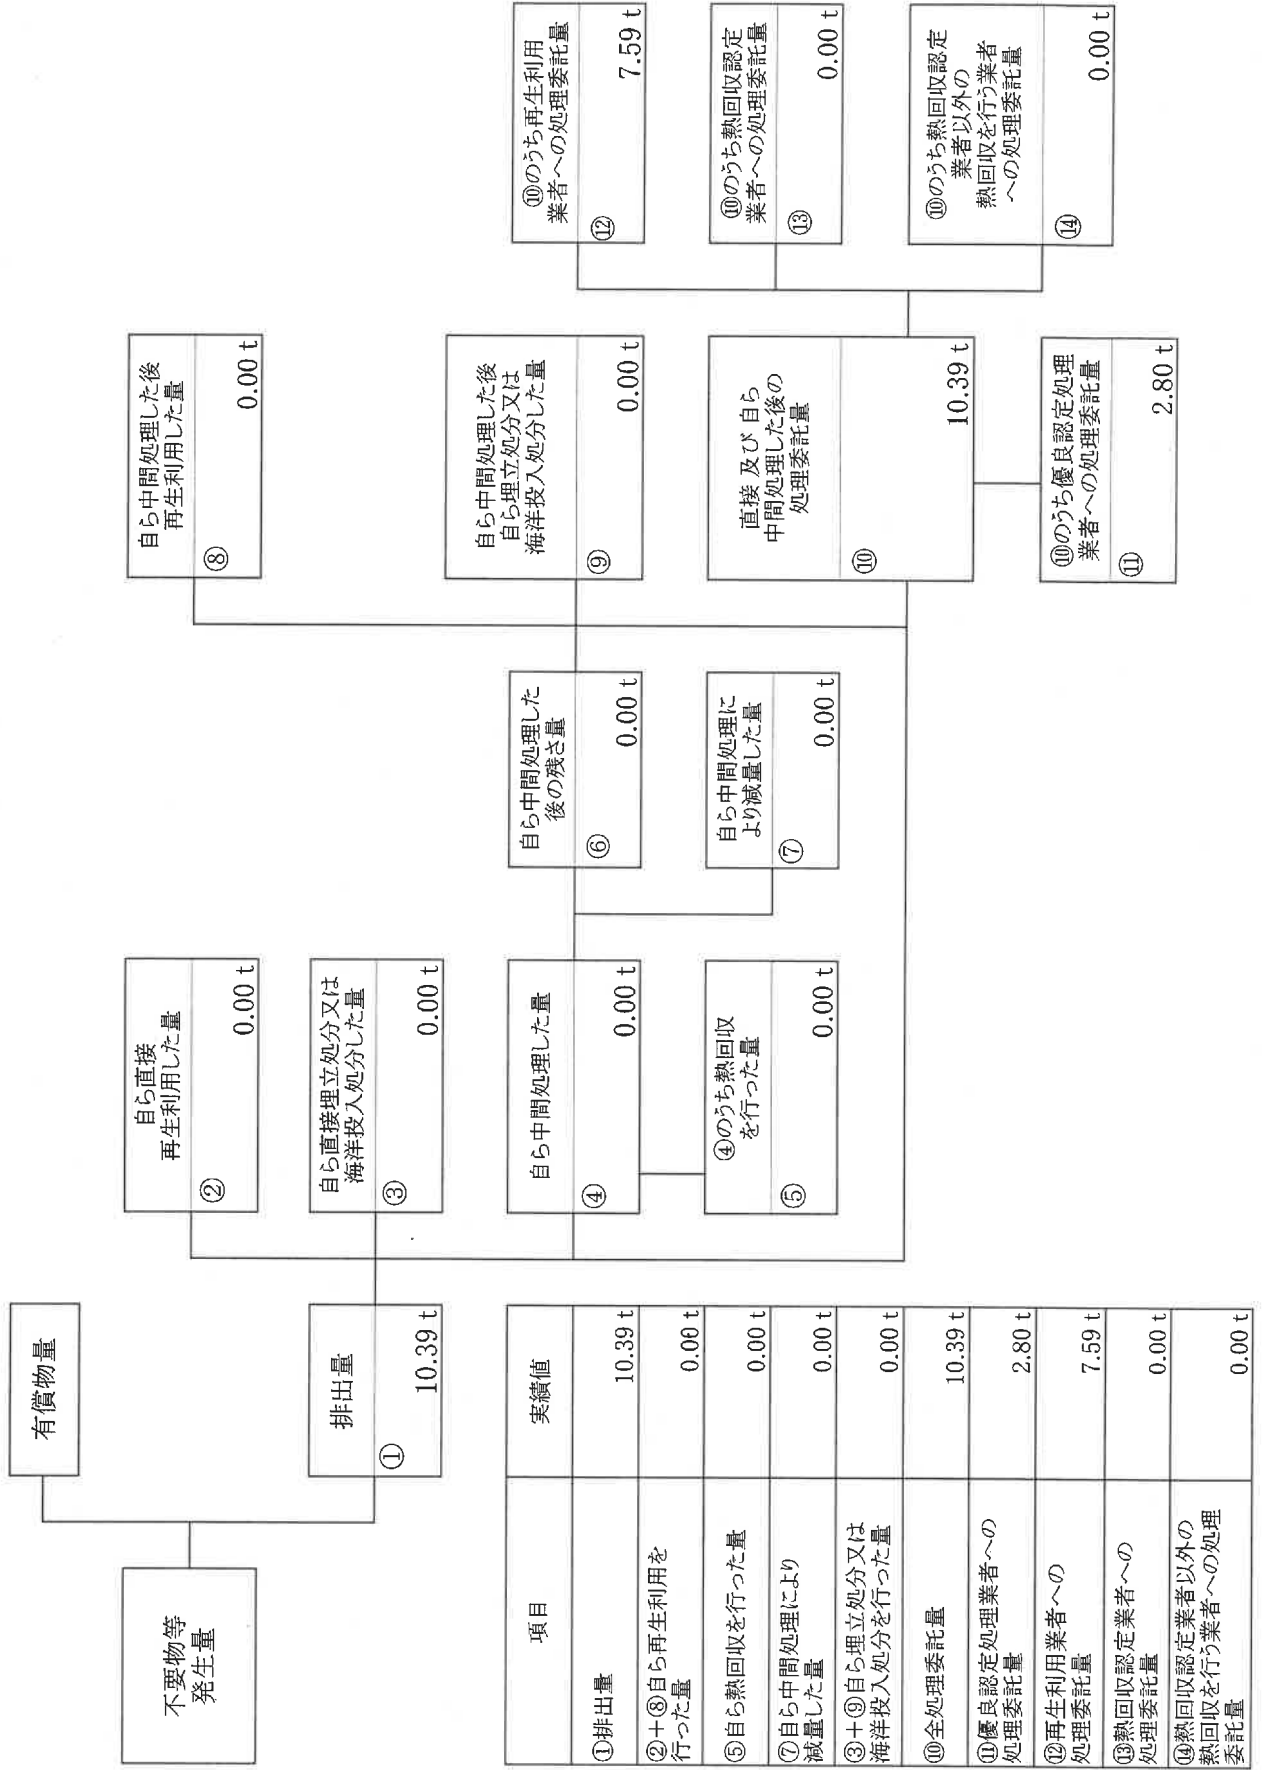 不要物等
発生量
有償物量
排出量
①
10.39 t
自ら直接
再生利用した量
②
0.00 t
自ら直接埋立処分又は
海洋投入処分した量
③
0.00 t
自ら中間処理した量
④
0.00 t
④のうち熱回収
を行った量
⑤
0.00 t
自ら中間処理した
後の残さ量
⑥
0.00 t
自ら中間処理に
より減量した量
⑦
0.00 t
自ら中間処理した後
再生利用した量
⑧
0.00 t
自ら中間処理した後
自ら埋立処分又は
海洋投入処分した量
⑨
0.00 t
直接 及び 自ら
中間処理した後の
処理委託量
⑩
10.39 t
⑩のうち優良認定処理
業者への処理委託量
⑪
2.80 t
⑩のうち再生利用
業者への処理委託量
⑫
7.59 t
⑩のうち熱回収認定
業者への処理委託量
⑬
0.00 t
⑩のうち熱回収認定
業者以外の
熱回収を行う業者
への処理委託量
⑭
0.00 t
項目 実績値
①排出量 10.39 t
②+⑧自ら再生利用を
行った量 0.00 t
⑤自ら熱回収を行った量 0.00 t
⑦自ら中間処理により
減量した量 0.00 t
③+⑨自ら埋立処分又は
海洋投入処分を行った量 0.00 t
⑩全処理委託量 10.39 t
⑪優良認定処理業者への
処理委託量 2.80 t
⑫再生利用業者への
処理委託量 7.59 t
⑬熱回収認定業者への
処理委託量 0.00 t
⑭熱回収認定業者以外の
熱回収を行う業者への処理
委託量 0.00 t